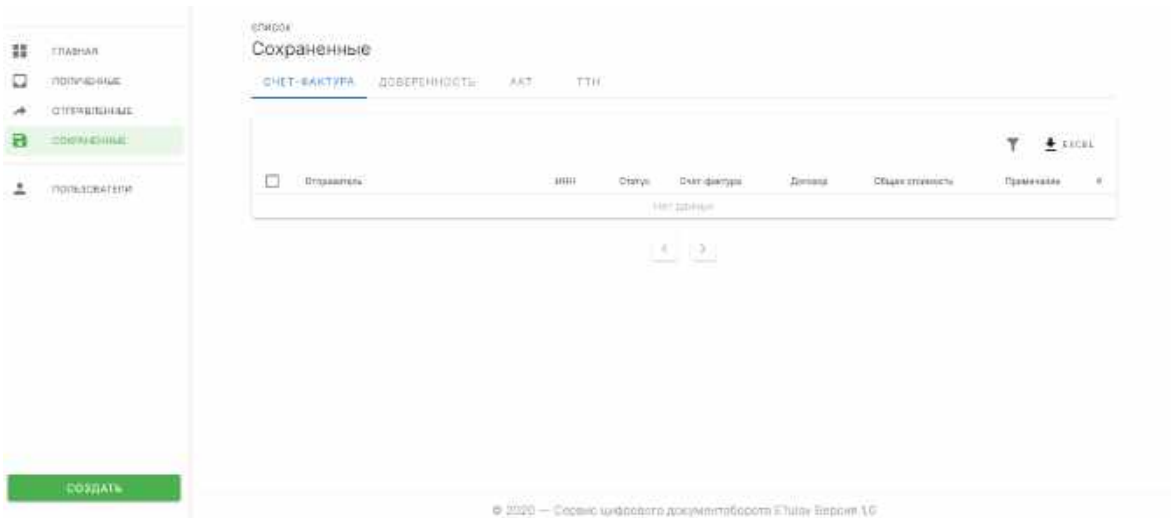 список
Сохраненные
ГЛАВНАЯ
ПОЛУЧЕННЫЕ
ОТПРАВЛЕННЫЕ
СОХРАНЕННЫЕ
ПОЛЬЗОВАТЕЛИ
СЧЕТ-ФАКТУРА ДОВЕРЕННОСТЬ АКТ ТТН
EXCEL
Отправитель ИНН Статус Счет-фактура Договор Общая стоимость Примечание #
Нет данных
СОЗДАТЬ
© 2020 — Сервис цифрового документооборота Версия 1.0